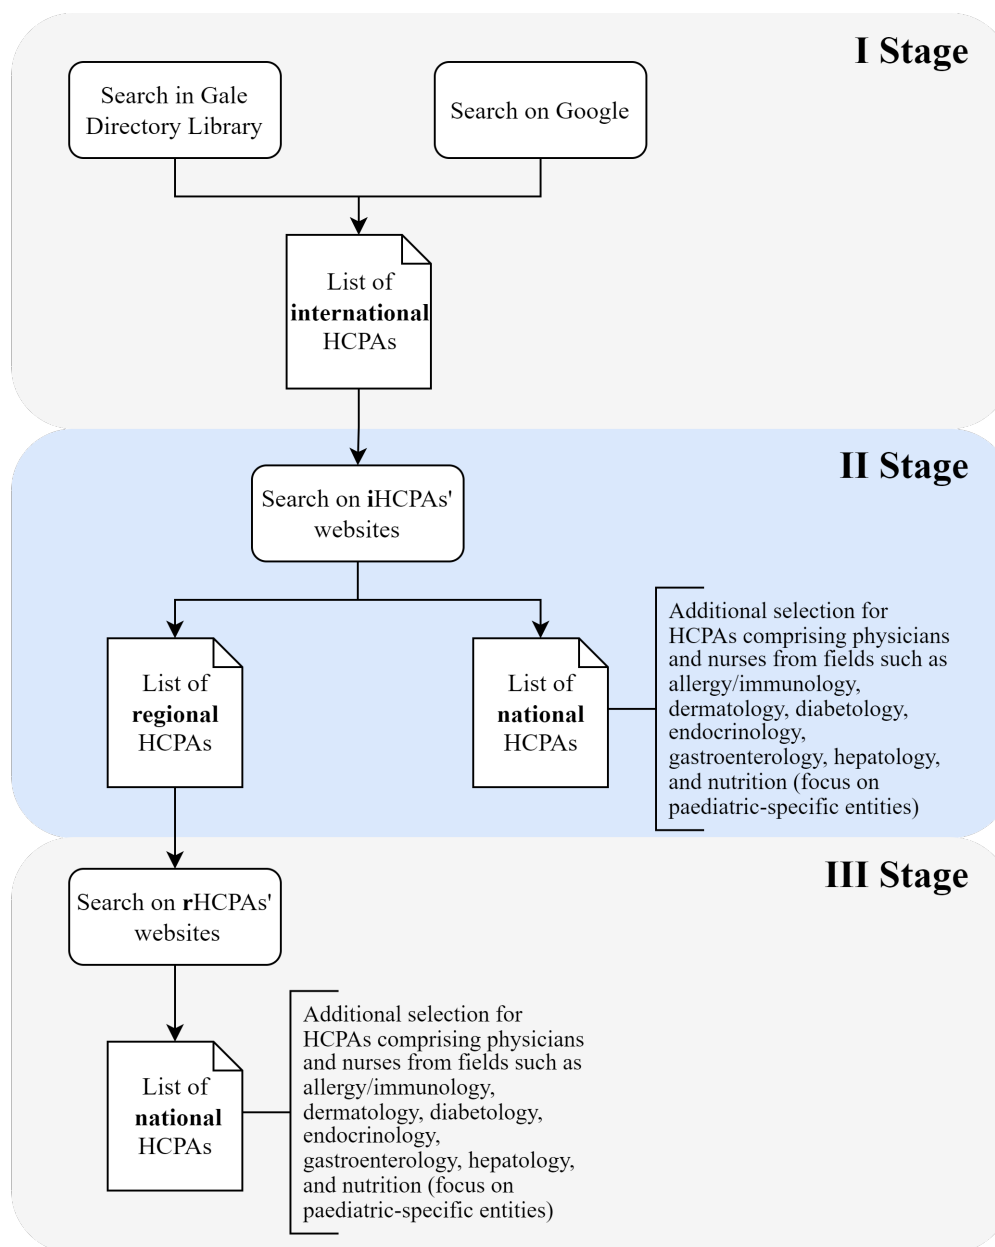 I Stage
Search in Gale
Directory Library
Search on Google
List of
international
HCPAs
II Stage
Search on iHCPAs'
websites
List of
regional
HCPAs
List of
national
HCPAs
Additional selection for
HCPAs comprising physicians
and nurses from fields such as
allergy/immunology,
dermatology, diabetology,
endocrinology,
gastroenterology, hepatology,
and nutrition (focus on
paediatric-specific entities)
III Stage
Search on rHCPAs'
websites
List of
national
HCPAs
Additional selection for
HCPAs comprising physicians
and nurses from fields such as
allergy/immunology,
dermatology, diabetology,
endocrinology,
gastroenterology, hepatology,
and nutrition (focus on
paediatric-specific entities)